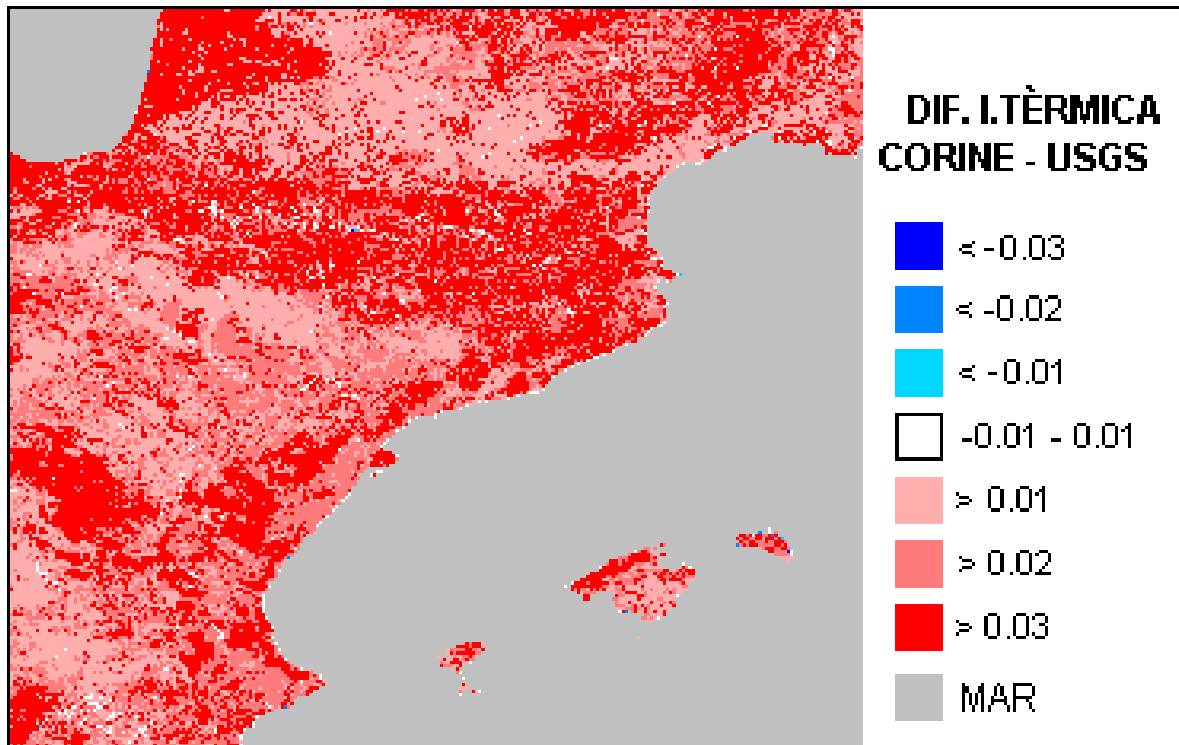 DIF. I.TÈRMICA
CORINE - USGS
< -0.03
< -0.02
< -0.01
-0.01 - 0.01
> 0.01
> 0.02
> 0.03
MAR